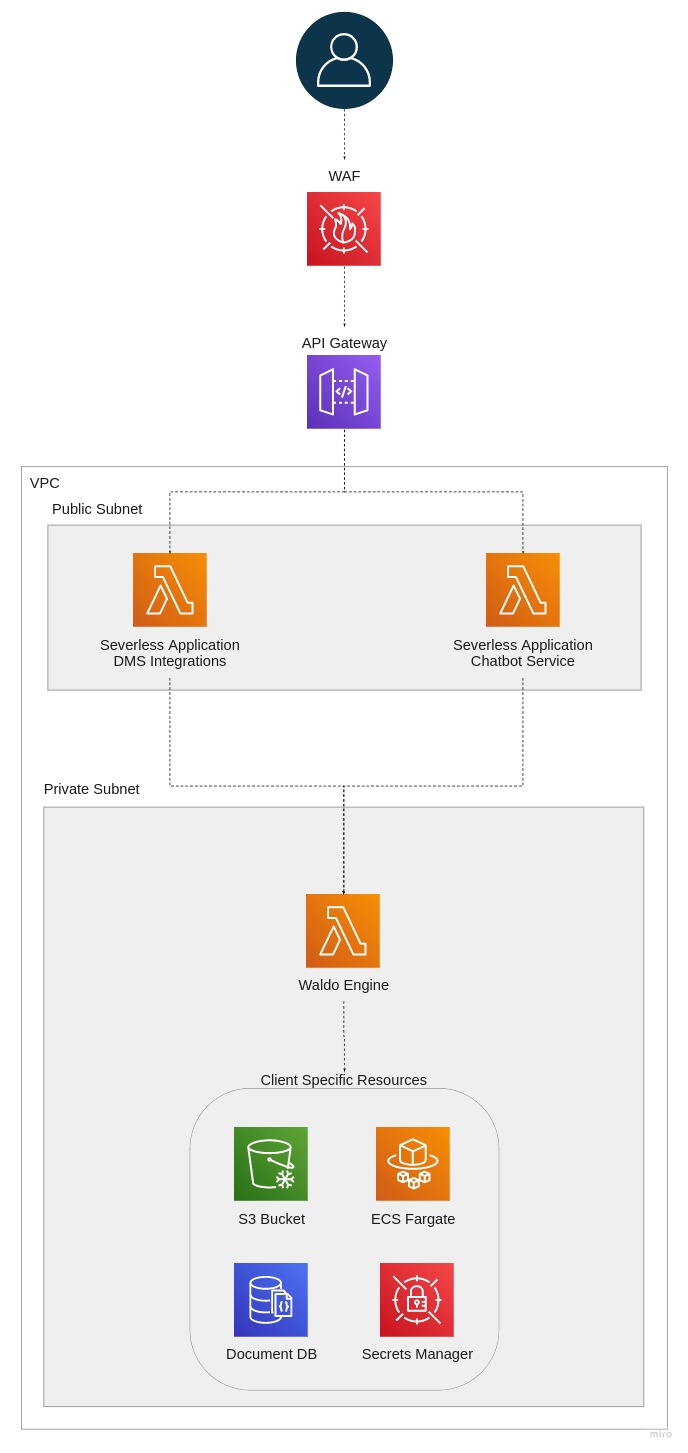 WAF
API Gateway
VPC
Public Subnet
Severless Application
DMS Integrations
Severless Application
Chatbot Service
Private Subnet
Waldo Engine
Client Specific Resources
S3 Bucket
ECS Fargate
Document DB
Secrets Manager
miro